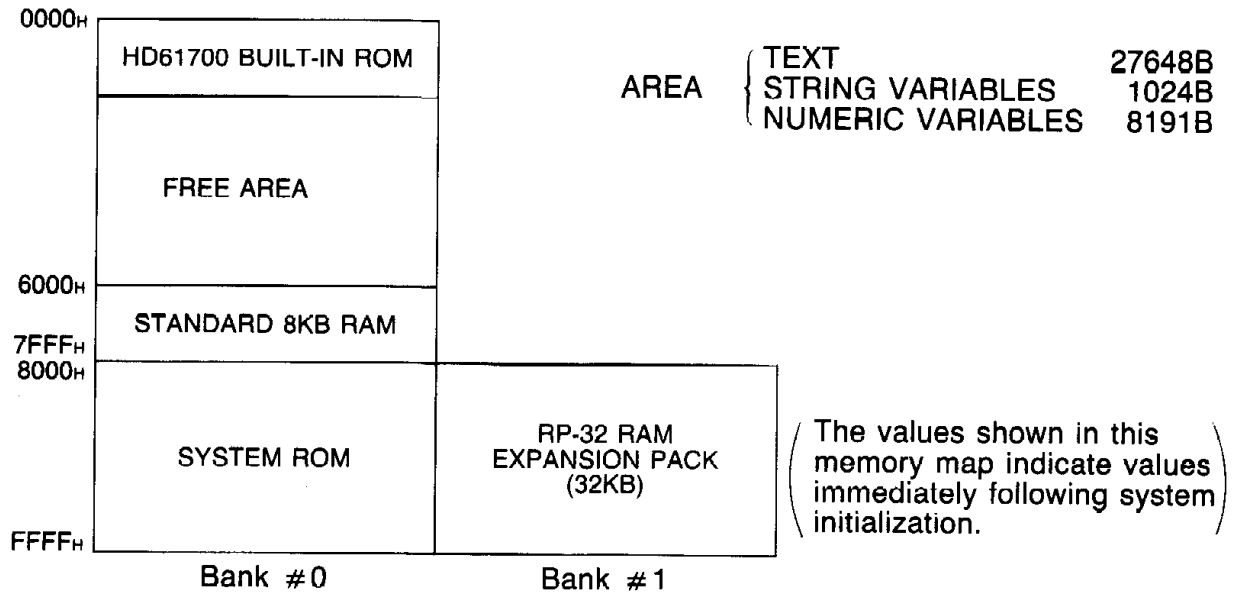 0000H
HD61700 BUILT-IN ROM
FREE AREA
6000H
STANDARD 8KB RAM
7FFFH
8000H
SYSTEM ROM
FFFFH
Bank #0
RP-32 RAM
EXPANSION PACK
(32KB)
Bank #1
AREA
TEXT 27648B
STRING VARIABLES 1024B
NUMERIC VARIABLES 8191B
(The values shown in this
memory map indicate values
immediately following system
initialization.)